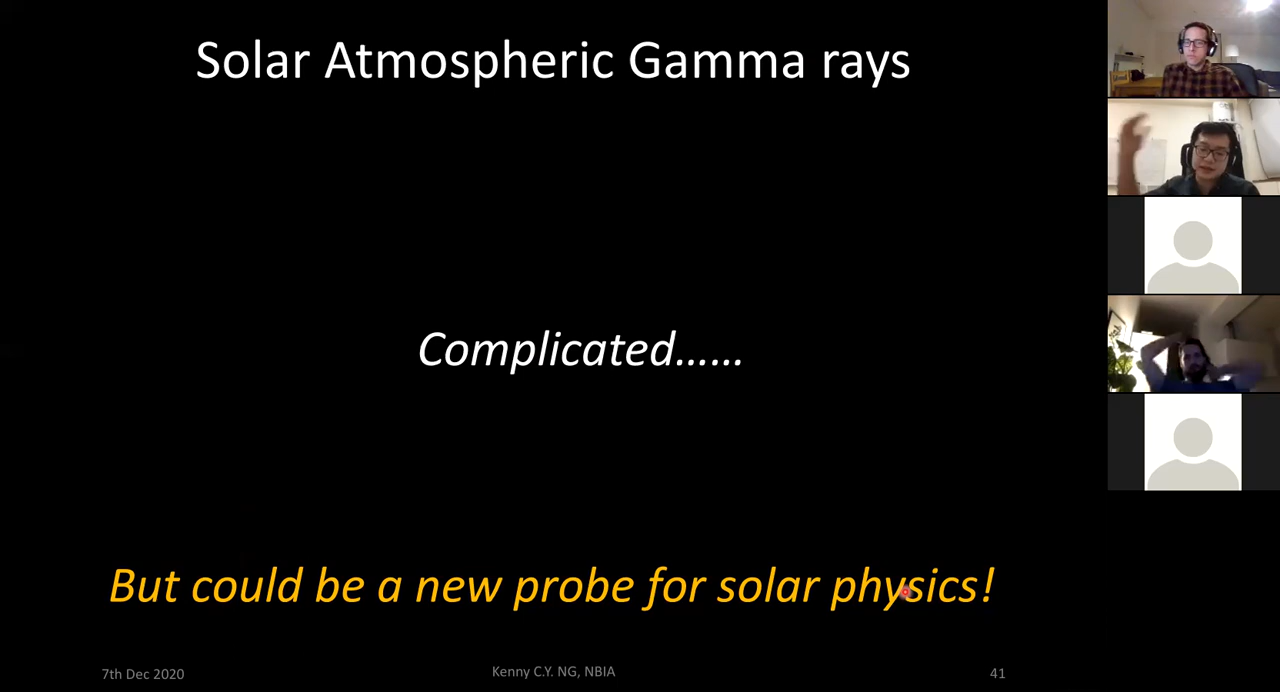 Solar Atmospheric Gamma rays
Complicated……
But could be a new probe for solar physics!
7th Dec 2020
Kenny C.Y. NG, NBIA
41